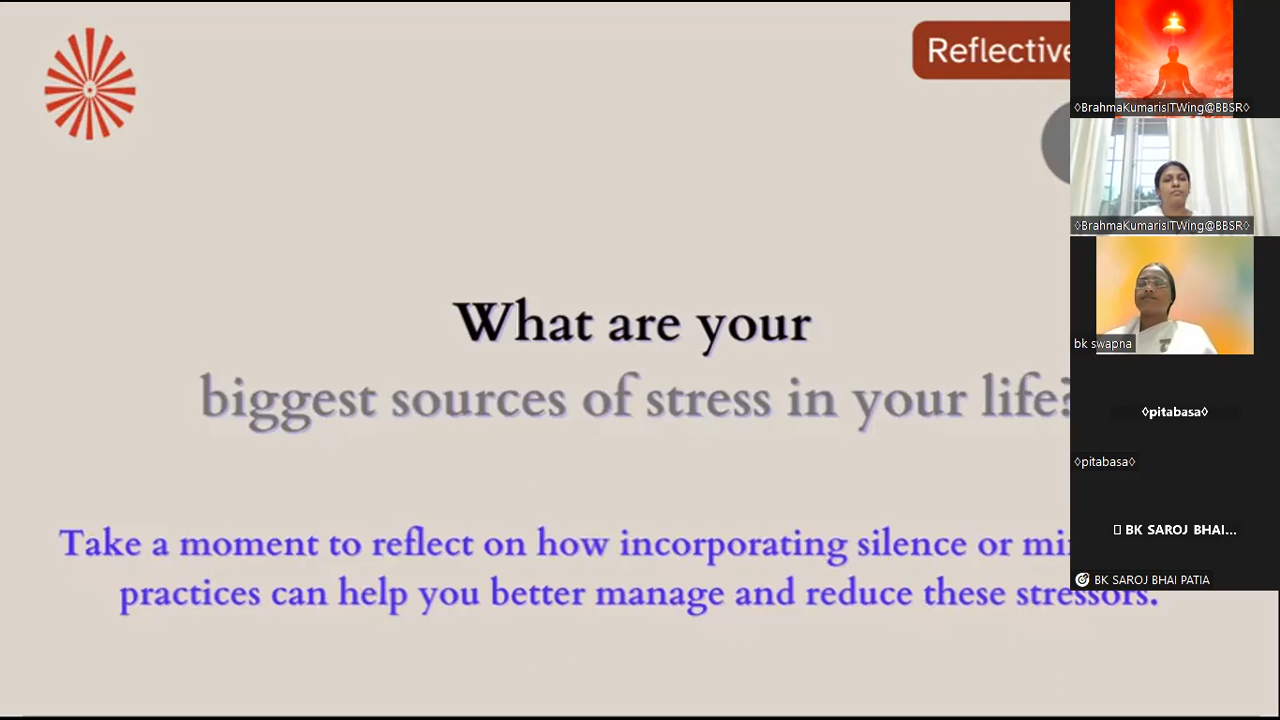 Reflective
What are your
biggest sources of stress in your life?
Take a moment to reflect on how incorporating silence or
practices can help you better manage and reduce these stressors.
◊BrahmaKumarisITWing@BBSR◊
◊BrahmaKumarisITWing@BBSR◊
bk swapna
◊pitabasa◊
◊pitabasa◊
BK SAROJ BHAI...
BK SAROJ BHAI PATIA